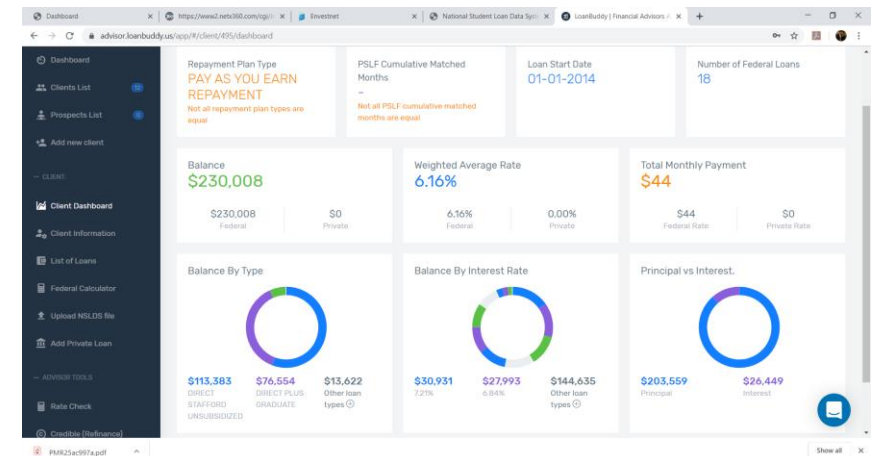 Dashboard
https://www2.netx360.com/cgi/
Envestnet
National Student Loan Data Syst
LoanBuddy | Financial Advisors /
advisor.loanbuddy.us/app/#/client/495/dashboard
Dashboard
Clients List
Prospects List
Add new client
— CLIENT
Client Dashboard
Client Information
List of Loans
Federal Calculator
Upload NSLDS file
Add Private Loan
— ADVISOR TOOLS
Rate Check
Credible (Refinance)
Repayment Plan Type
PAY AS YOU EARN
REPAYMENT
Not all repayment plan types are
equal
PSLF Cumulative Matched
Months
–
Not all PSLF cumulative matched
months are equal
Loan Start Date
01-01-2014
Number of Federal Loans
18
Balance
$230,008
$230,008 $0
Federal Private
Weighted Average Rate
6.16%
6.16% 0.00%
Federal Private
Total Monthly Payment
$44
$44 $0
Federal Rate Private Rate
Balance By Type
$113,383 $76,554 $13,622
DIRECT DIRECT PLUS Other loan
STAFFORD GRADUATE types
UNSUBSIDIZED
Balance By Interest Rate
$30,931 $27,993 $144,635
7.21% 6.84% Other loan
types
Principal vs Interest.
$203,559 $26,449
Principal Interest
PMR25ac997a.pdf
Show all